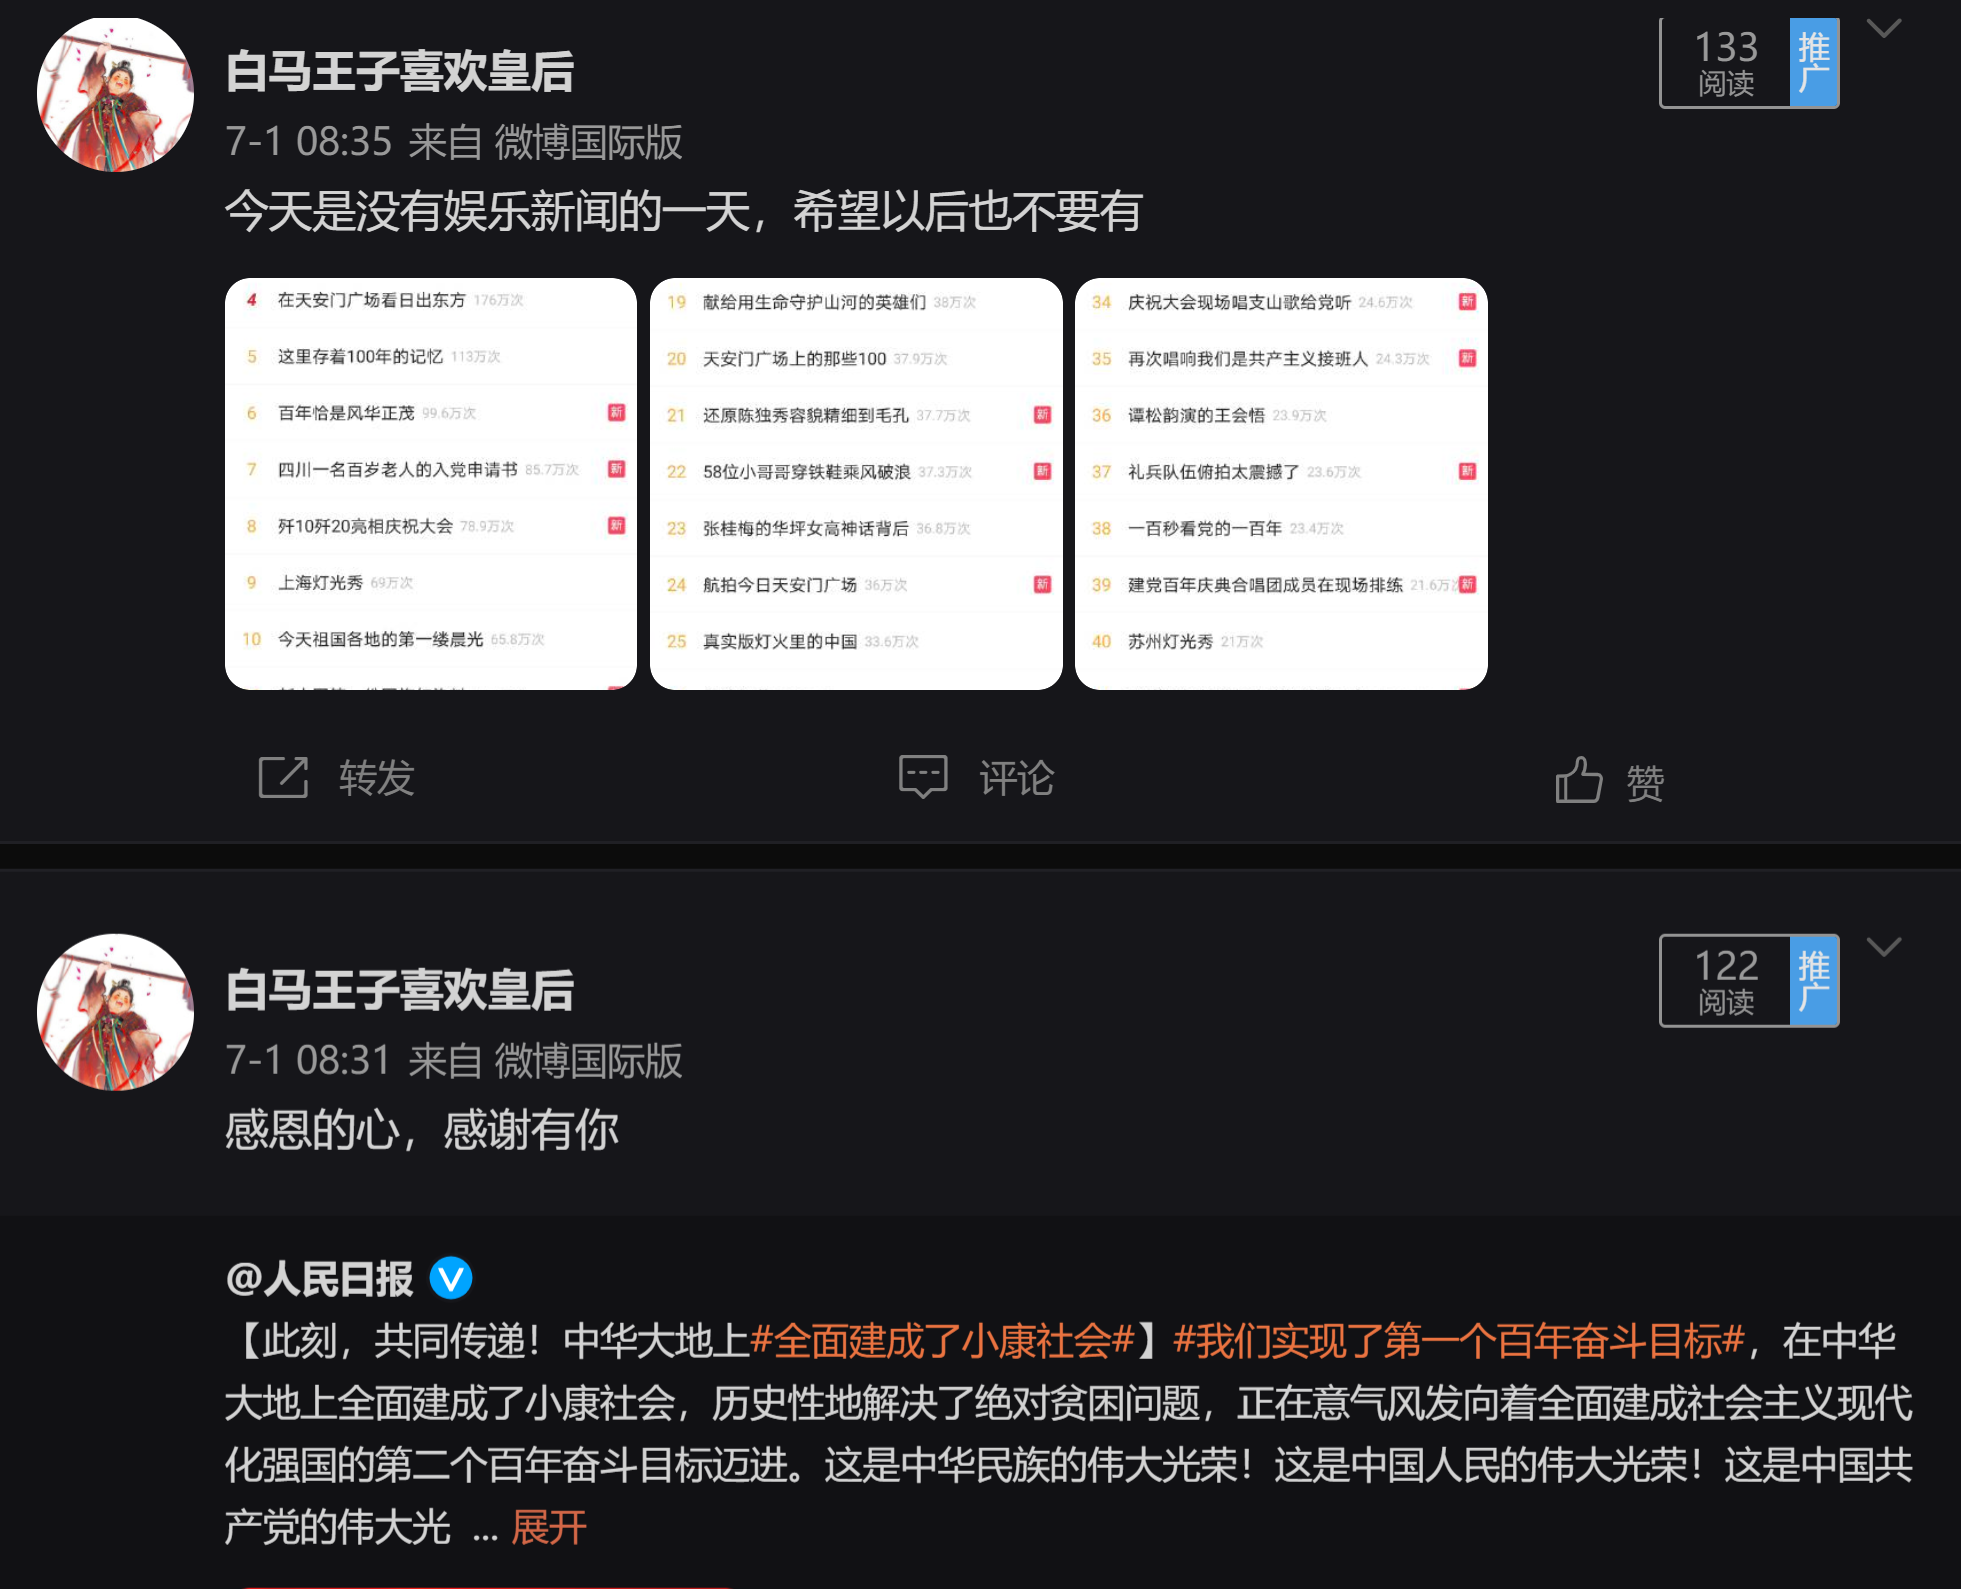 白马王子喜欢皇后
133
阅读
推广
7-1 08:35 来自 微博国际版
今天是没有娱乐新闻的一天，希望以后也不要有
4 在天安门广场看日出东方 176万次
5 这里存着100年的记忆 113万次
6 百年恰是风华正茂 99.6万次 新
7 四川一名百岁老人的入党申请书 85.7万次 新
8 歼10歼20亮相庆祝大会 78.9万次 新
9 上海灯光秀 69万次
10 今天祖国各地的第一缕晨光 65.8万次
19 献给用生命守护山河的英雄们 38万次
20 天安门广场上的那些100 37.9万次
21 还原陈独秀容貌精细到毛孔 37.7万次 新
22 58位小哥哥穿铁鞋乘风破浪 37.3万次 新
23 张桂梅的华坪女高神话背后 36.8万次
24 航拍今日天安门广场 36万次 新
25 真实版灯火里的中国 33.6万次
34 庆祝大会现场唱支山歌给党听 24.6万次 新
35 再次唱响我们是共产主义接班人 24.3万次 新
36 谭松韵演的王会悟 23.9万次
37 礼兵队伍俯拍太震撼了 23.6万次 新
38 一百秒看党的一百年 23.4万次
39 建党百年庆典合唱团成员在现场排练 21.6万次 新
40 苏州灯光秀 21万次
转发
评论
赞
白马王子喜欢皇后
122
阅读
推广
7-1 08:31 来自 微博国际版
感恩的心，感谢有你
@人民日报
【此刻，共同传递！中华大地上#全面建成了小康社会#】#我们实现了第一个百年奋斗目标#，在中华
大地上全面建成了小康社会，历史性地解决了绝对贫困问题，正在意气风发向着全面建成社会主义现代
化强国的第二个百年奋斗目标迈进。这是中华民族的伟大光荣！这是中国人民的伟大光荣！这是中国共
产党的伟大光 ... 展开